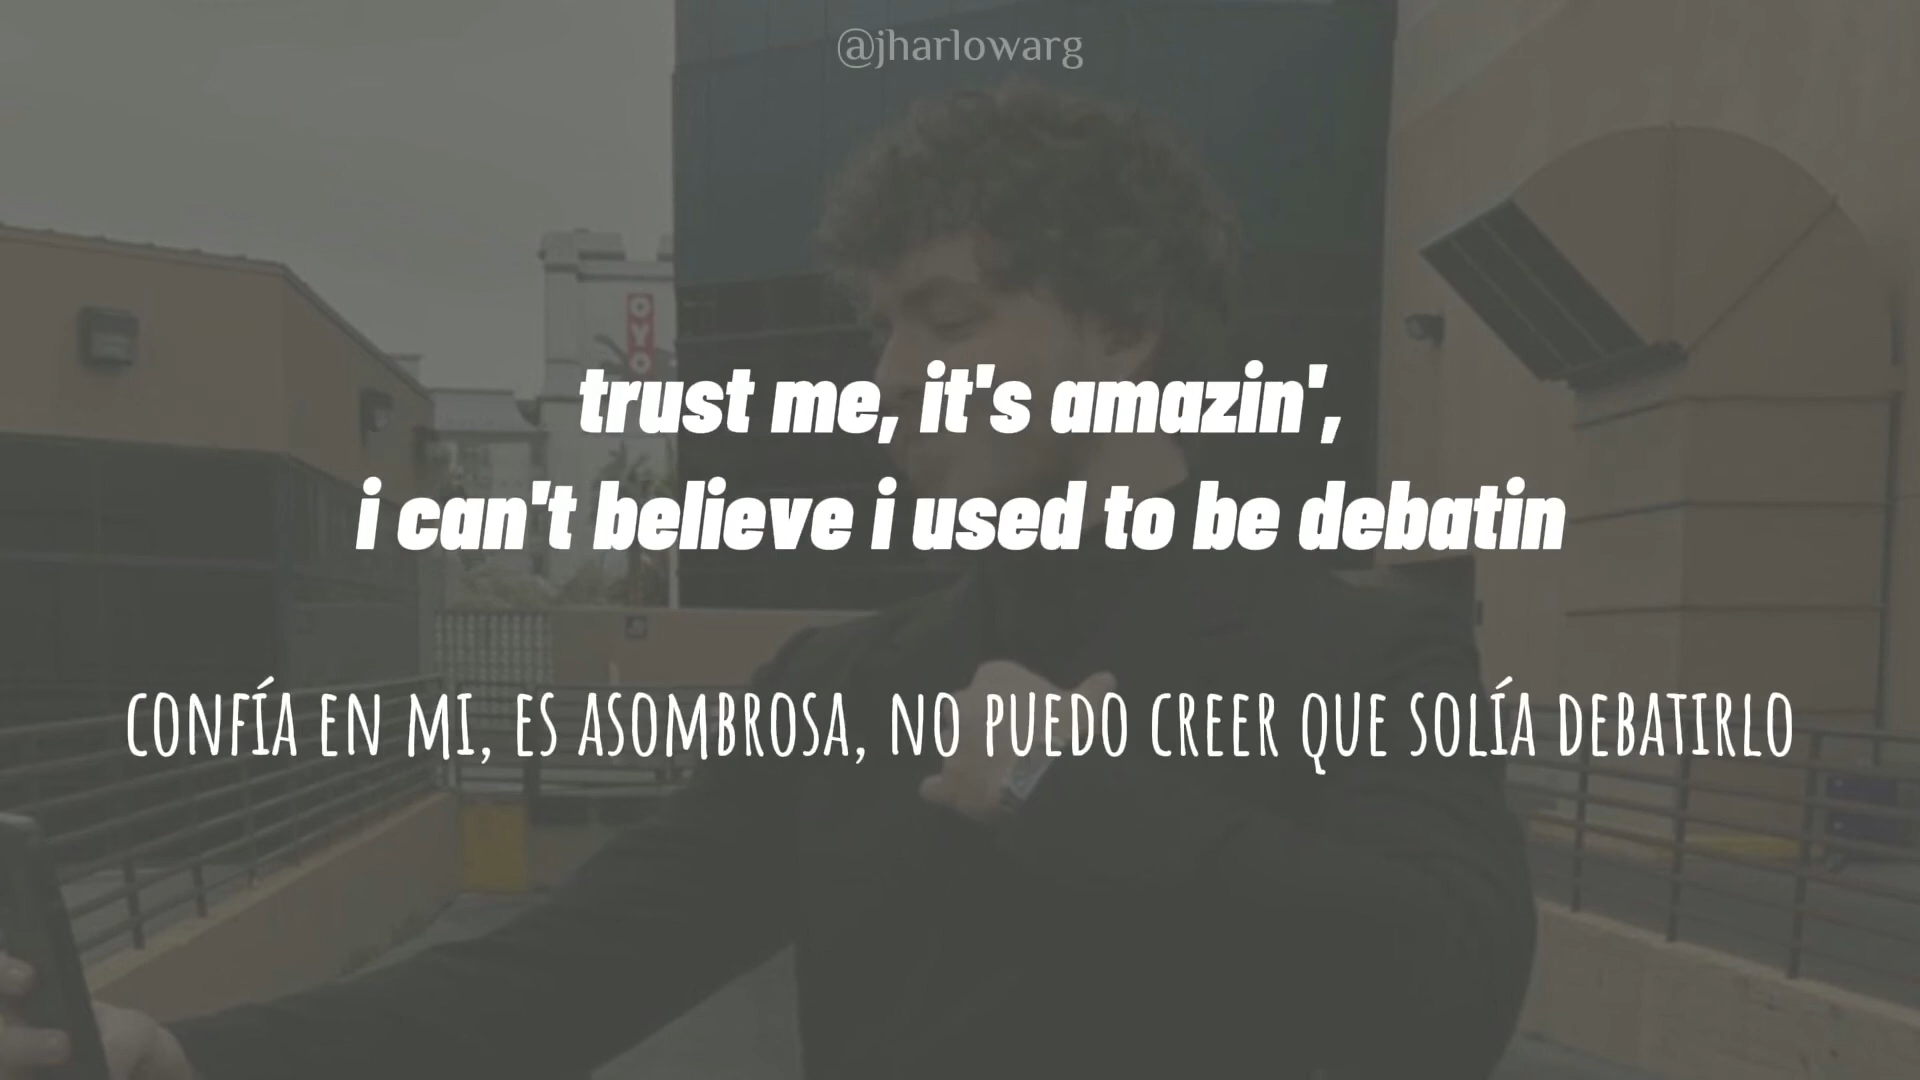 @jharlowarg
OYO
trust me, it's amazin',
i can't believe i used to be debatin
CONFÍA EN MI, ES ASOMBROSA, NO PUEDO CREER QUE SOLÍA DEBATIRLO